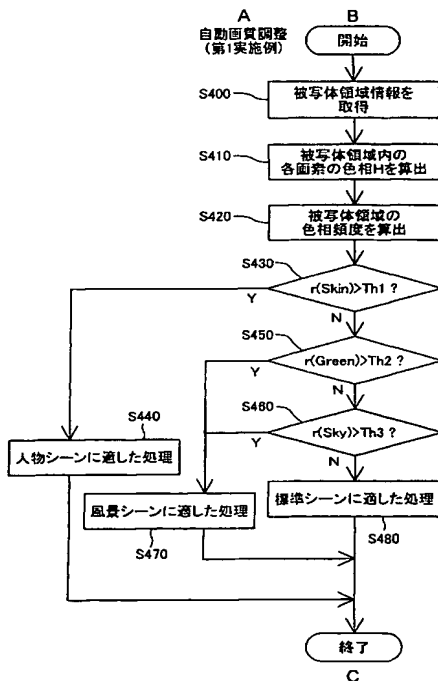 A
自動画質調整
(第1実施例)
B
開始
S400
被写体領域情報を
取得
S410
被写体領域内の
各画素の色相Hを算出
S420
被写体領域の
色相頻度を算出
S430
r(Skin)>Th1 ?
Y
N
S450
r(Green)>Th2 ?
Y
N
S460
r(Sky)>Th3 ?
Y
N
S440
人物シーンに適した処理
風景シーンに適した処理
S470
標準シーンに適した処理
S480
終了
C